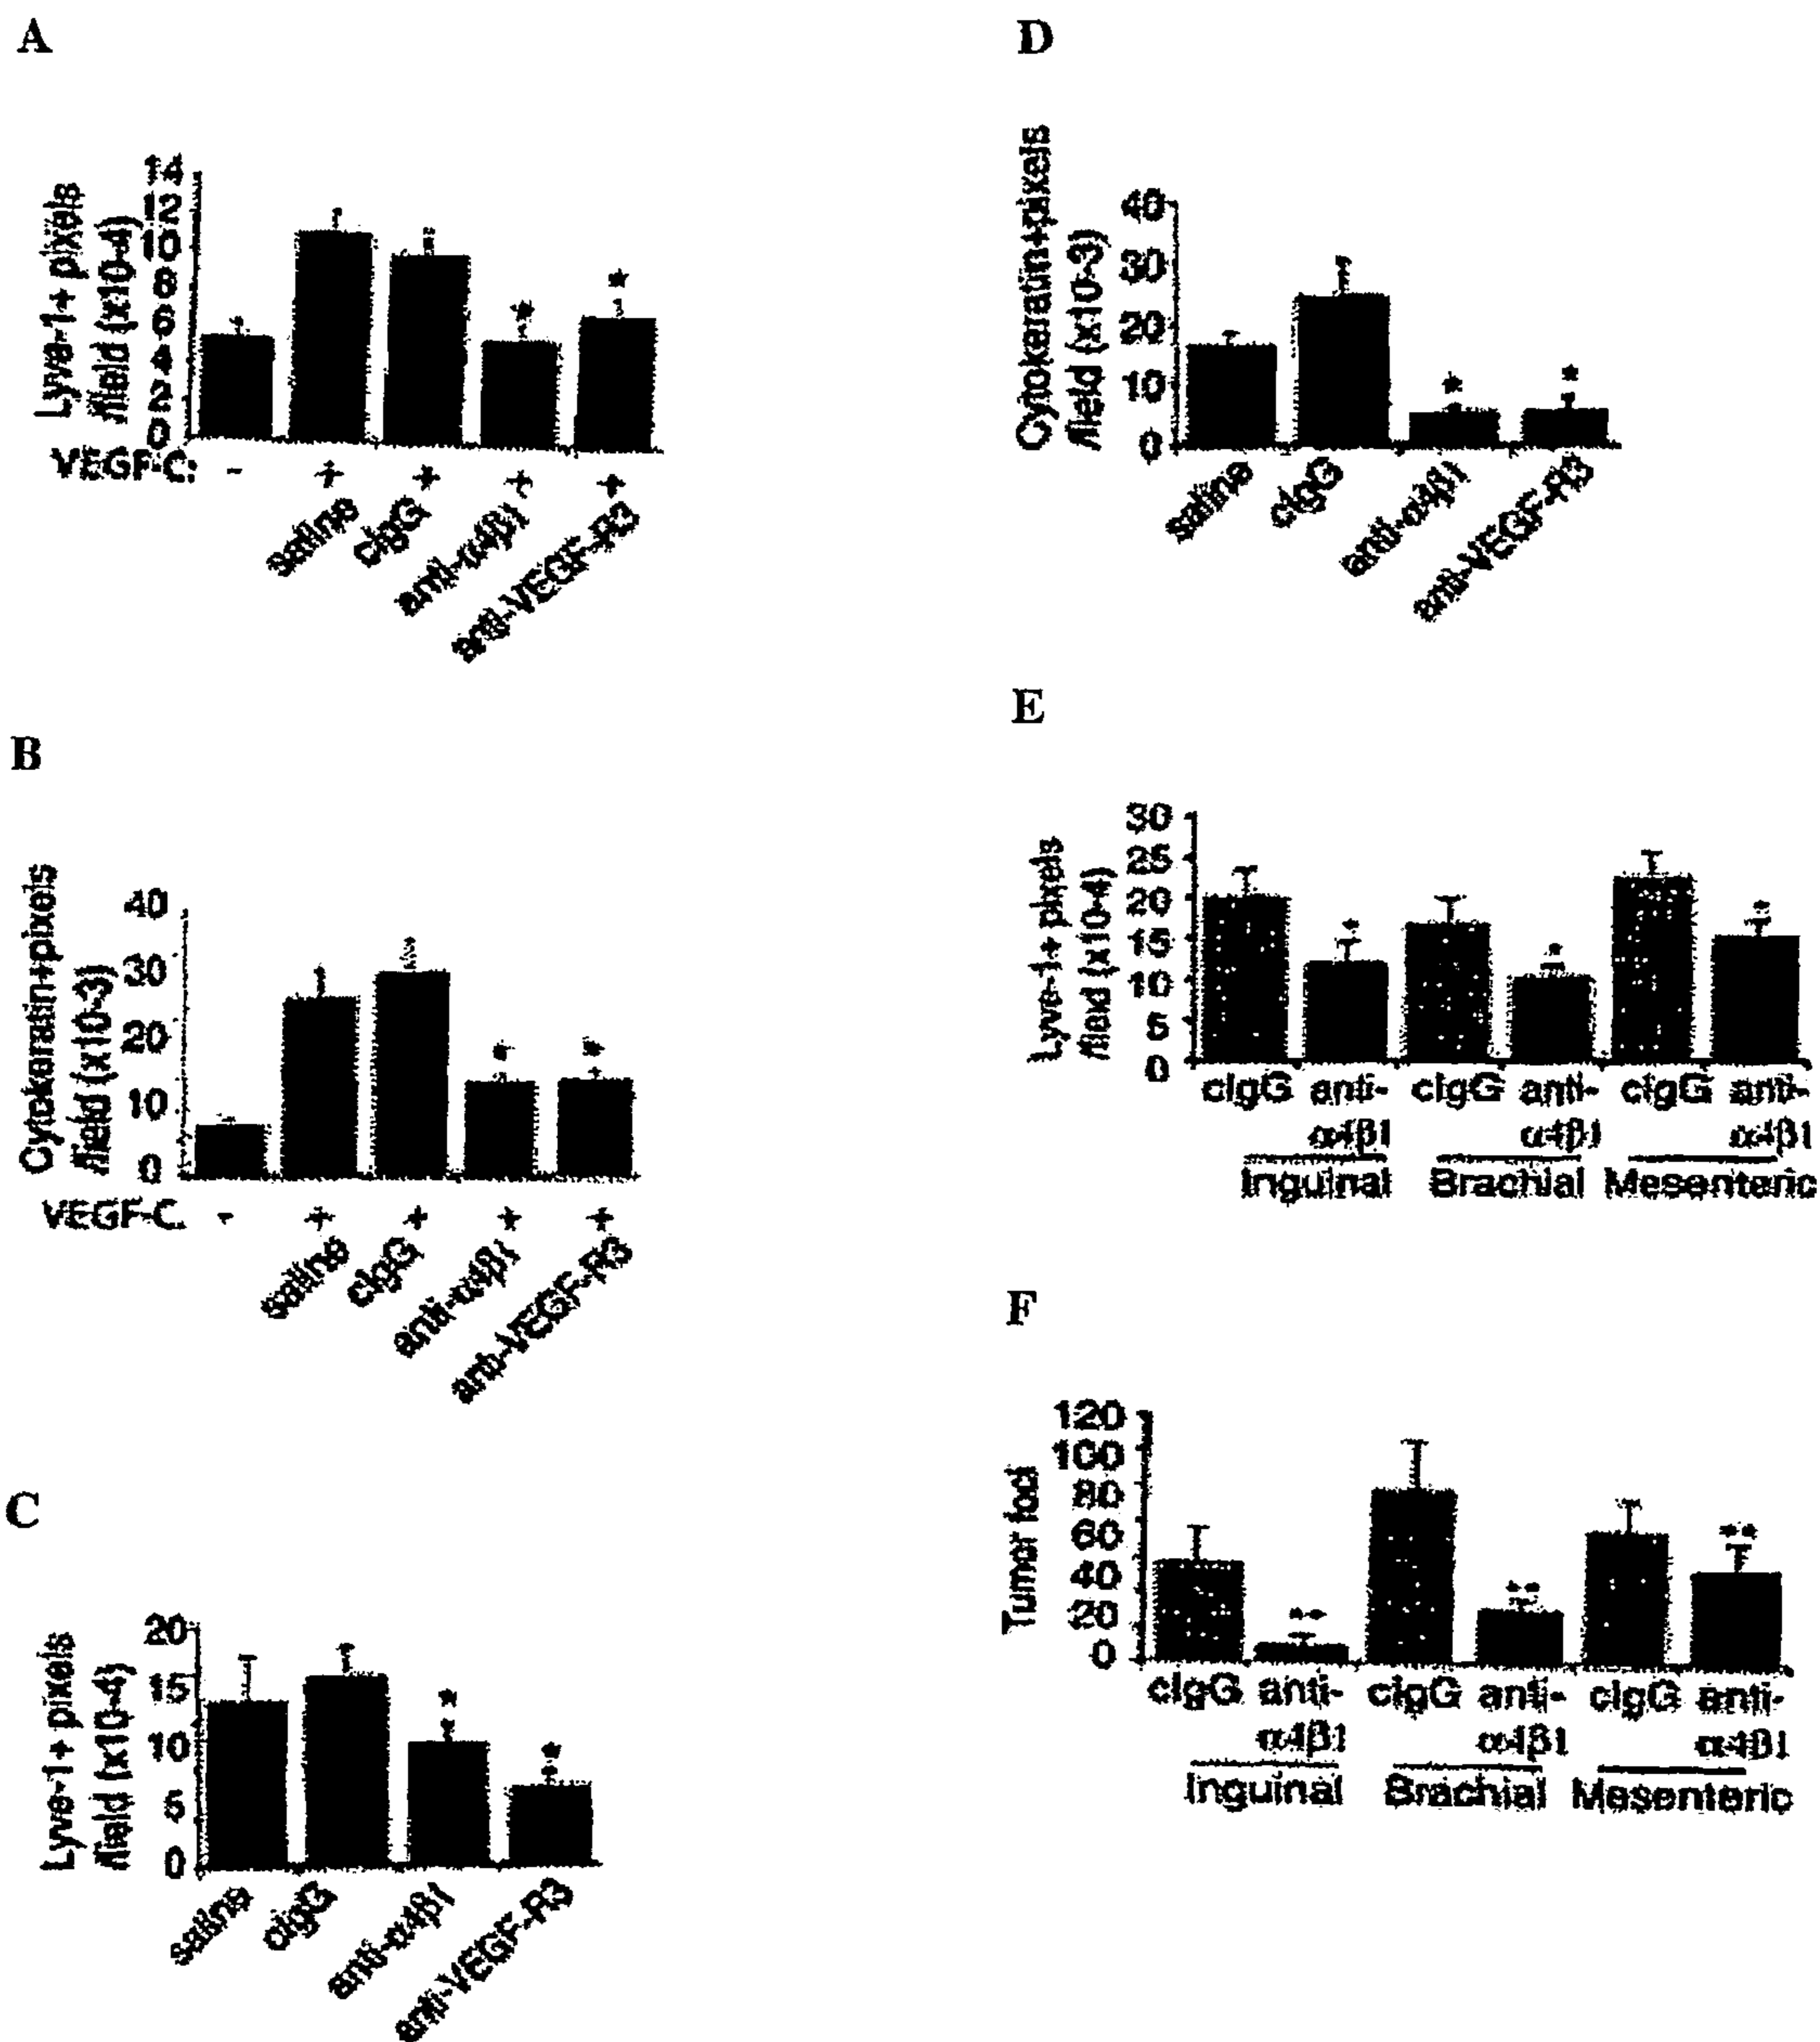 A
Lyve-1+ pixels
/field (x10-4)
14
12
10
8
6
4
2
0
* *
VEGF-C: - + + + +
saline
cIgG
anti-α4β1
anti-VEGF-R3
B
Cytokeratin+pixels
/field (x10-3)
40
30
20
10
0
* *
VEGF-C. - + + + +
saline
cIgG
anti-α4β1
anti-VEGF-R3
C
Lyve-1+ pixels
/field (x10-4)
20
15
10
5
0
* *
saline
cIgG
anti-α4β1
anti-VEGF-R3
D
Cytokeratin+pixels
/field (x10-3)
40
30
20
10
0
* *
saline
cIgG
anti-α4β1
anti-VEGF-R3
E
Lyve-1+ pixels
/field (x10-4)
30
25
20
15
10
5
0
* * *
cIgG anti- cIgG anti- cIgG anti-
α4β1 α4β1 α4β1
Inguinal Brachial Mesenteric
F
Tumor foci
120
100
80
60
40
20
0
** ** **
cIgG anti- cIgG anti- cIgG anti-
α4β1 α4β1 α4β1
Inguinal Brachial Mesenteric